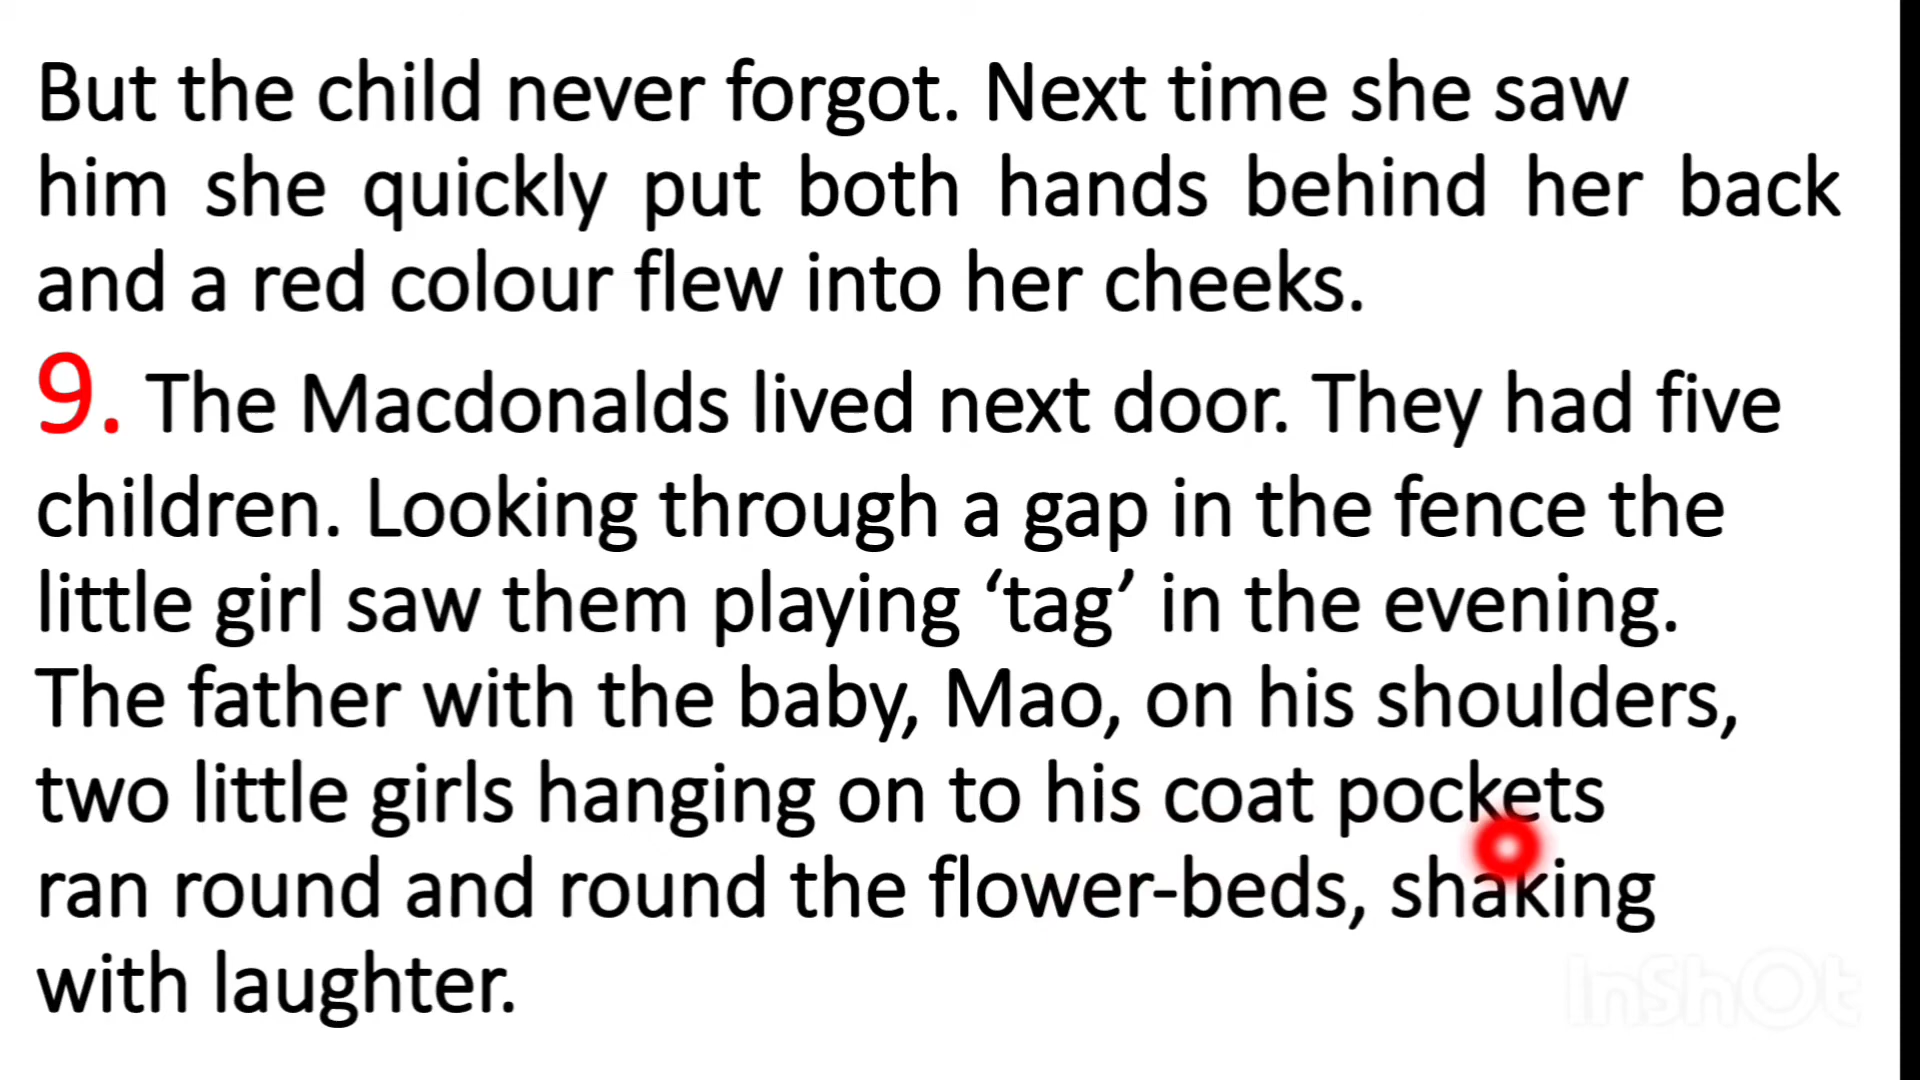 But the child never forgot. Next time she saw
him she quickly put both hands behind her back
and a red colour flew into her cheeks.
9. The Macdonalds lived next door. They had five
children. Looking through a gap in the fence the
little girl saw them playing ‘tag’ in the evening.
The father with the baby, Mao, on his shoulders,
two little girls hanging on to his coat pockets
ran round and round the flower-beds, shaking
with laughter.
InShOt